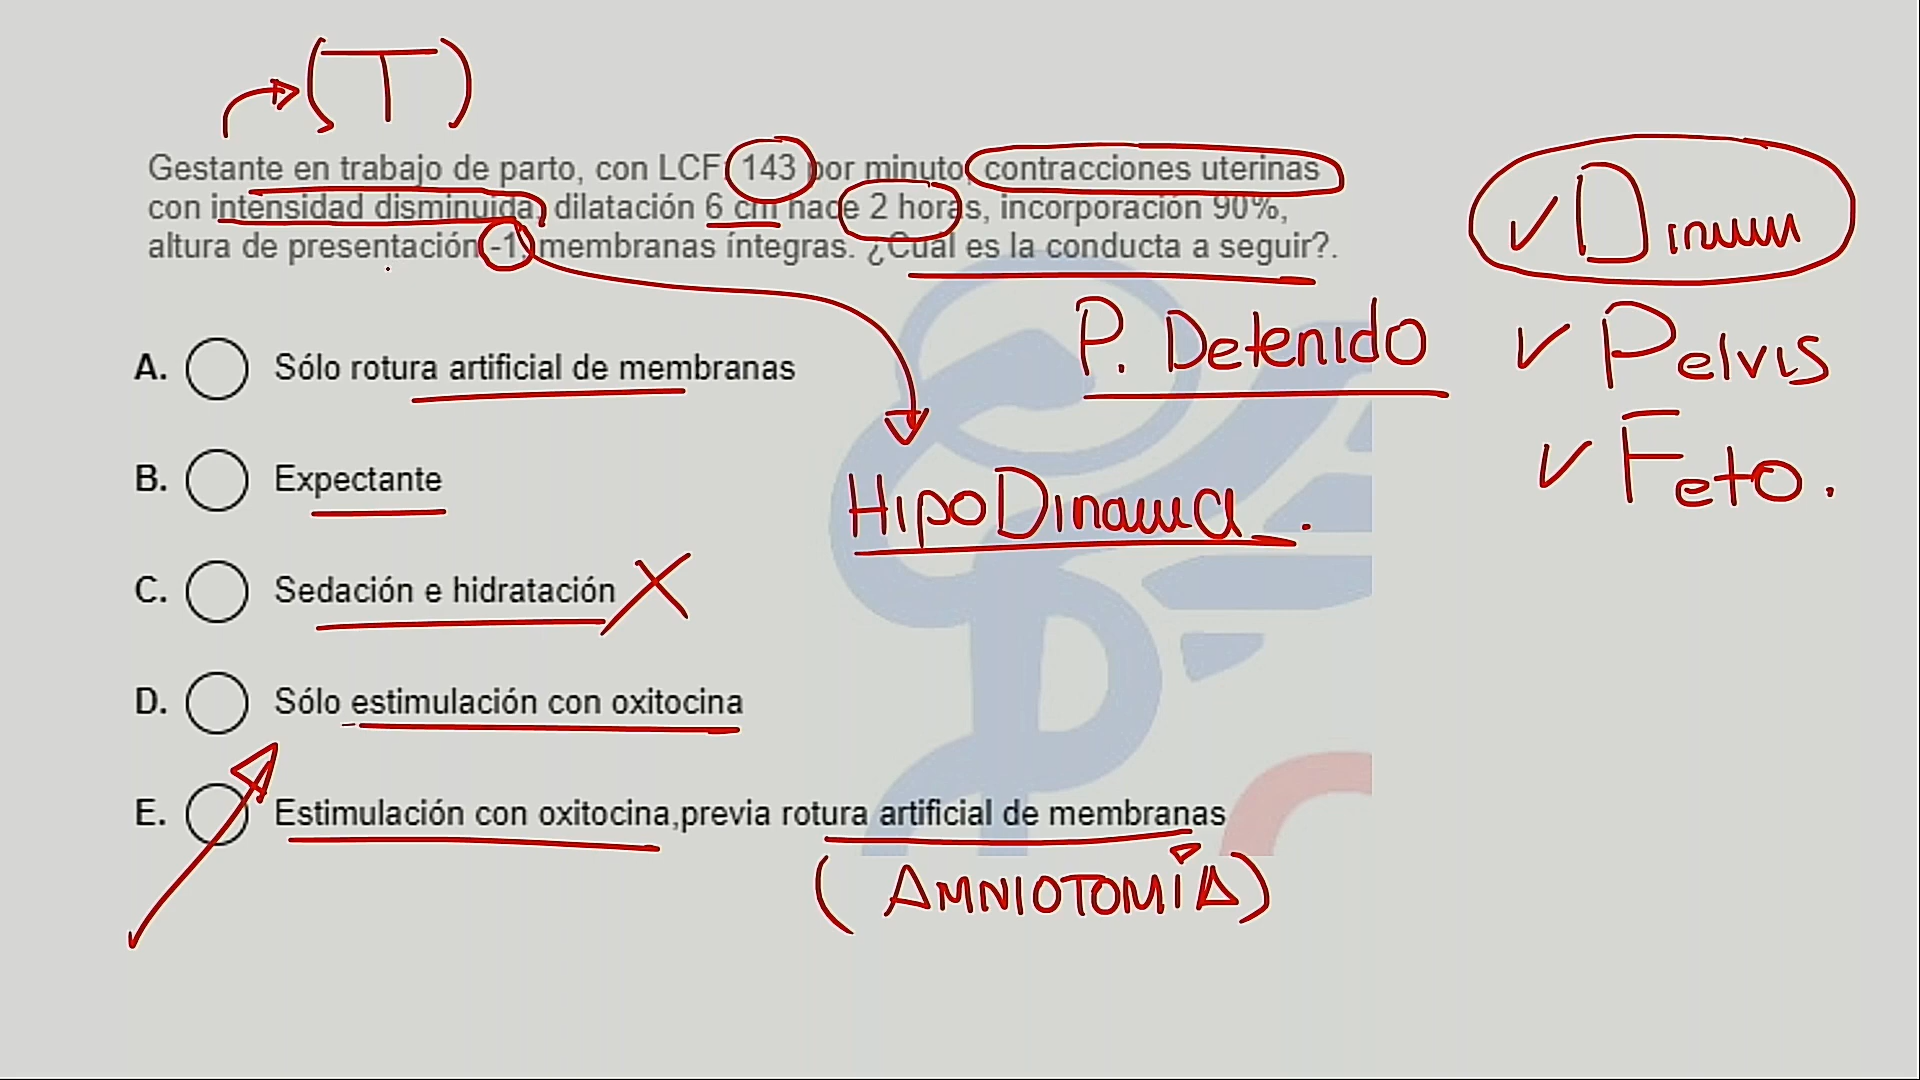 (T)
Gestante en trabajo de parto, con LCF: 143 por minuto, contracciones uterinas
con intensidad disminuida, dilatación 6 cm hace 2 horas, incorporación 90%,
altura de presentación -1, membranas íntegras. ¿Cuál es la conducta a seguir?.
✓ Dinam
P. Detenido
✓ Pelvis
✓ Feto.
A. Sólo rotura artificial de membranas
B. Expectante
HipoDinamia.
C. Sedación e hidratación X
D. Sólo estimulación con oxitocina
E. Estimulación con oxitocina,previa rotura artificial de membranas
(AMNIOTOMÍA)